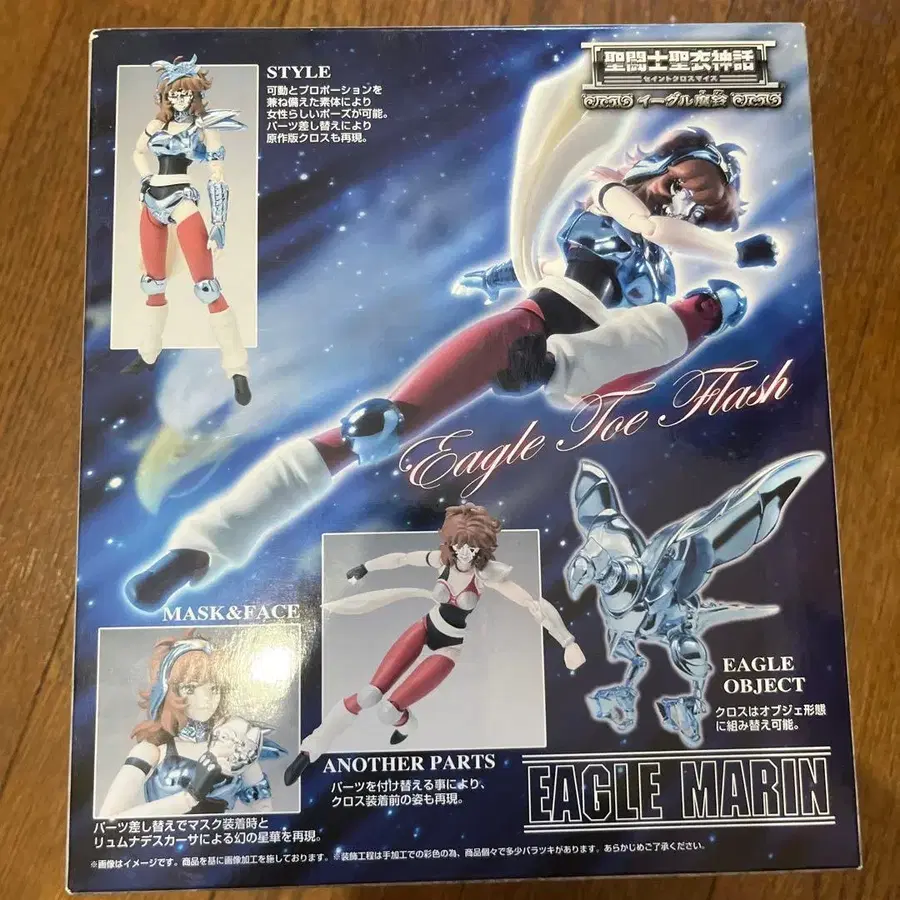 STYLE
可動とプロポーションを
兼ね備えた素体により
女性らしいポーズが可能。
パーツ差し替えにより
原作版クロスも再現。
聖闘士聖衣神話
セイントクロスマイス
イーグル魔鈴
Eagle Toe Flash
MASK&FACE
パーツ差し替えでマスク装着時と
リュムナデスカーサによる幻の星華を再現。
ANOTHER PARTS
パーツを付け替える事により、
クロス装着前の姿も再現。
EAGLE
OBJECT
クロスはオブジェ形態
に組み替え可能。
EAGLE MARIN
※画像はイメージです。商品を基に画像加工を施しております。※装飾工程は手加工での彩色の為、商品個々で多少バラツキがあります。あらかじめご了承ください。